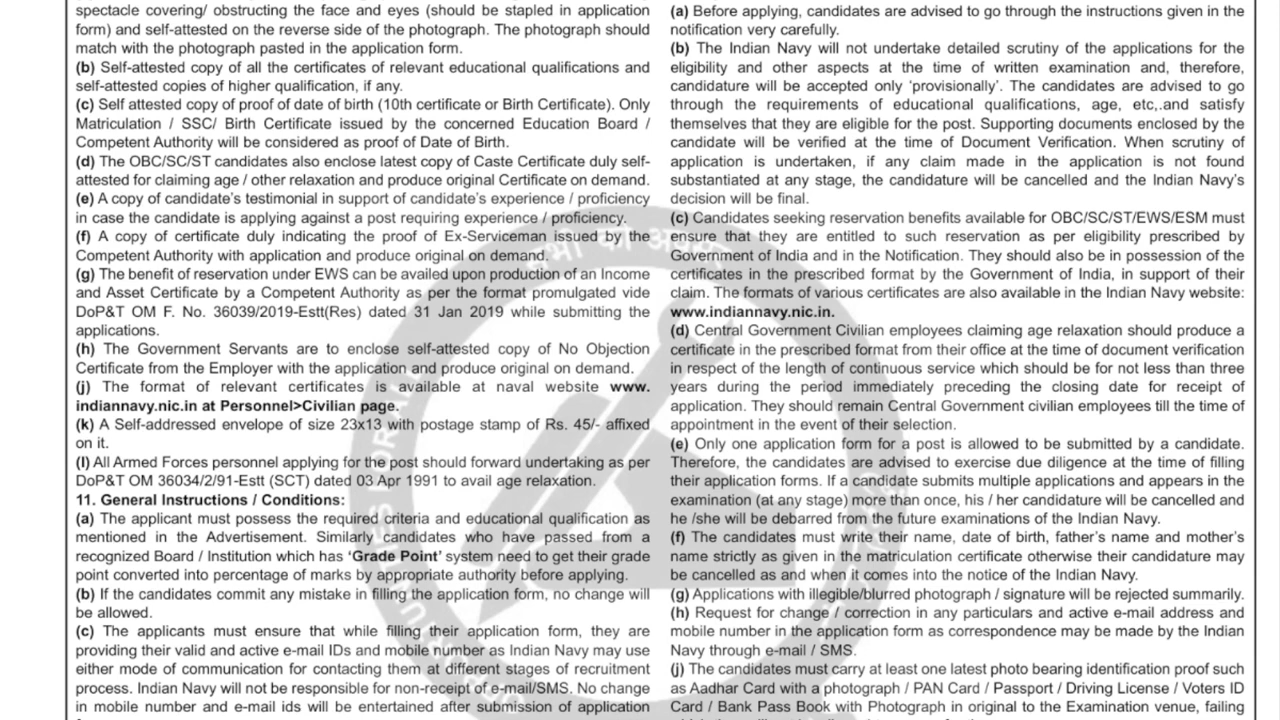 spectacle covering/ obstructing the face and eyes (should be stapled in application
form) and self-attested on the reverse side of the photograph. The photograph should
match with the photograph pasted in the application form.
(b) Self-attested copy of all the certificates of relevant educational qualifications and
self-attested copies of higher qualification, if any.
(c) Self attested copy of proof of date of birth (10th certificate or Birth Certificate). Only
Matriculation / SSC/ Birth Certificate issued by the concerned Education Board /
Competent Authority will be considered as proof of Date of Birth.
(d) The OBC/SC/ST candidates also enclose latest copy of Caste Certificate duly self-
attested for claiming age / other relaxation and produce original Certificate on demand.
(e) A copy of candidate's testimonial in support of candidate's experience / proficiency
in case the candidate is applying against a post requiring experience / proficiency.
(f) A copy of certificate duly indicating the proof of Ex-Serviceman issued by the
Competent Authority with application and produce original on demand.
(g) The benefit of reservation under EWS can be availed upon production of an Income
and Asset Certificate by a Competent Authority as per the format promulgated vide
DoP&T OM F. No. 36039/2019-Estt(Res) dated 31 Jan 2019 while submitting the
applications.
(h) The Government Servants are to enclose self-attested copy of No Objection
Certificate from the Employer with the application and produce original on demand.
(j) The format of relevant certificates is available at naval website www.
indiannavy.nic.in at Personnel>Civilian page.
(k) A Self-addressed envelope of size 23x13 with postage stamp of Rs. 45/- affixed
on it.
(l) All Armed Forces personnel applying for the post should forward undertaking as per
DoP&T OM 36034/2/91-Estt (SCT) dated 03 Apr 1991 to avail age relaxation.
11. General Instructions / Conditions:
(a) The applicant must possess the required criteria and educational qualification as
mentioned in the Advertisement. Similarly candidates who have passed from a
recognized Board / Institution which has 'Grade Point' system need to get their grade
point converted into percentage of marks by appropriate authority before applying.
(b) If the candidates commit any mistake in filling the application form, no change will
be allowed.
(c) The applicants must ensure that while filling their application form, they are
providing their valid and active e-mail IDs and mobile number as Indian Navy may use
either mode of communication for contacting them at different stages of recruitment
process. Indian Navy will not be responsible for non-receipt of e-mail/SMS. No change
in mobile number and e-mail ids will be entertained after submission of application
(a) Before applying, candidates are advised to go through the instructions given in the
notification very carefully.
(b) The Indian Navy will not undertake detailed scrutiny of the applications for the
eligibility and other aspects at the time of written examination and, therefore,
candidature will be accepted only 'provisionally'. The candidates are advised to go
through the requirements of educational qualifications, age, etc,.and satisfy
themselves that they are eligible for the post. Supporting documents enclosed by the
candidate will be verified at the time of Document Verification. When scrutiny of
application is undertaken, if any claim made in the application is not found
substantiated at any stage, the candidature will be cancelled and the Indian Navy's
decision will be final.
(c) Candidates seeking reservation benefits available for OBC/SC/ST/EWS/ESM must
ensure that they are entitled to such reservation as per eligibility prescribed by
Government of India and in the Notification. They should also be in possession of the
certificates in the prescribed format by the Government of India, in support of their
claim. The formats of various certificates are also available in the Indian Navy website:
www.indiannavy.nic.in.
(d) Central Government Civilian employees claiming age relaxation should produce a
certificate in the prescribed format from their office at the time of document verification
in respect of the length of continuous service which should be for not less than three
years during the period immediately preceding the closing date for receipt of
application. They should remain Central Government civilian employees till the time of
appointment in the event of their selection.
(e) Only one application form for a post is allowed to be submitted by a candidate.
Therefore, the candidates are advised to exercise due diligence at the time of filling
their application forms. If a candidate submits multiple applications and appears in the
examination (at any stage) more than once, his / her candidature will be cancelled and
he /she will be debarred from the future examinations of the Indian Navy.
(f) The candidates must write their name, date of birth, father's name and mother's
name strictly as given in the matriculation certificate otherwise their candidature may
be cancelled as and when it comes into the notice of the Indian Navy.
(g) Applications with illegible/blurred photograph / signature will be rejected summarily.
(h) Request for change / correction in any particulars and active e-mail address and
mobile number in the application form as correspondence may be made by the Indian
Navy through e-mail / SMS.
(j) The candidates must carry at least one latest photo bearing identification proof such
as Aadhar Card with a photograph / PAN Card / Passport / Driving License / Voters ID
Card / Bank Pass Book with Photograph in original to the Examination venue, failing